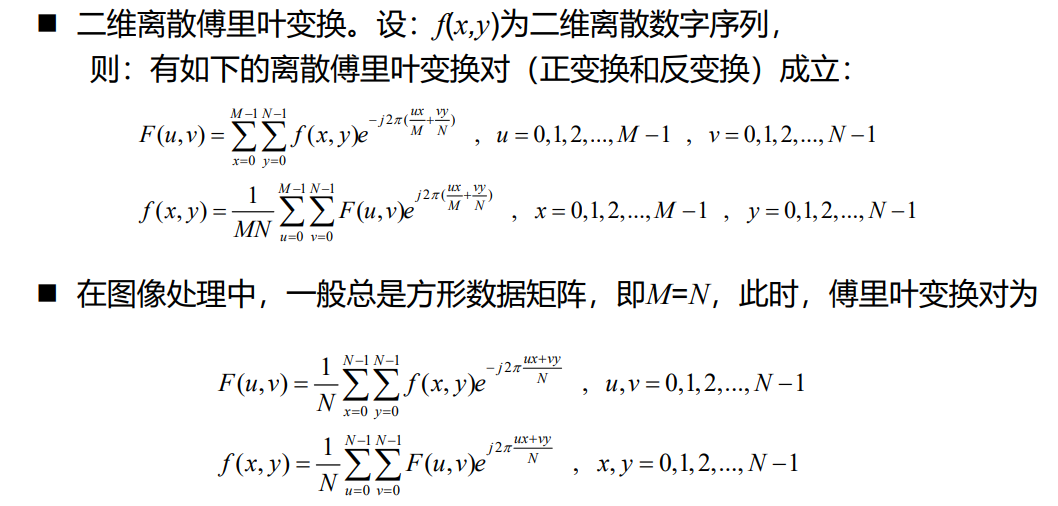 ■ 二维离散傅里叶变换。设：f(x,y)为二维离散数字序列，
则：有如下的离散傅里叶变换对（正变换和反变换）成立：
$F(u,v)=\sum_{x=0}^{M-1}\sum_{y=0}^{N-1}f(x,y)e^{-j2\pi(\frac{ux}{M}+\frac{vy}{N})}$ , $u=0,1,2,...,M-1$ , $v=0,1,2,...,N-1$
$f(x,y)=\frac{1}{MN}\sum_{u=0}^{M-1}\sum_{v=0}^{N-1}F(u,v)e^{j2\pi(\frac{ux}{M}+\frac{vy}{N})}$ , $x=0,1,2,...,M-1$ , $y=0,1,2,...,N-1$
■ 在图像处理中，一般总是方形数据矩阵，即M=N，此时，傅里叶变换对为
$F(u,v)=\frac{1}{N}\sum_{x=0}^{N-1}\sum_{y=0}^{N-1}f(x,y)e^{-j2\pi\frac{ux+vy}{N}}$ , $u,v=0,1,2,...,N-1$
$f(x,y)=\frac{1}{N}\sum_{u=0}^{N-1}\sum_{v=0}^{N-1}F(u,v)e^{j2\pi\frac{ux+vy}{N}}$ , $x,y=0,1,2,...,N-1$